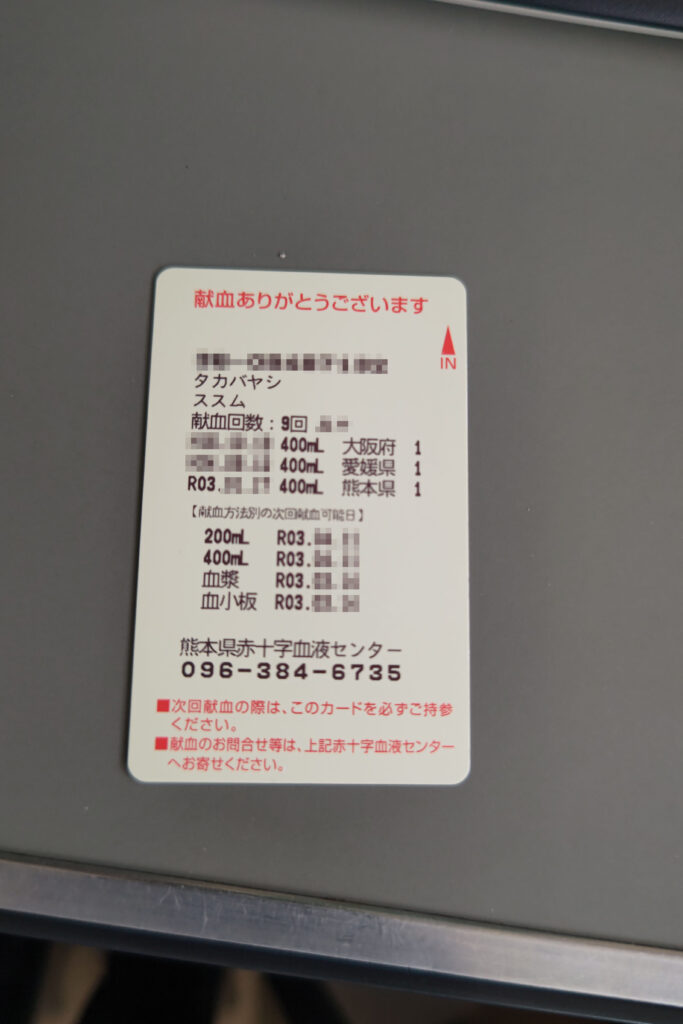 献血ありがとうございます
IN
タカバヤシ
ススム
献血回数：9回
400mL 大阪府 1
400mL 愛媛県 1
R03. 400mL 熊本県 1
【献血方法別の次回献血可能日】
200mL R03.
400mL R03.
血漿 R03.
血小板 R03.
熊本県赤十字血液センター
096-384-6735
■次回献血の際は、このカードを必ずご持参
ください。
■献血のお問合せ等は、上記赤十字血液センター
へお寄せください。